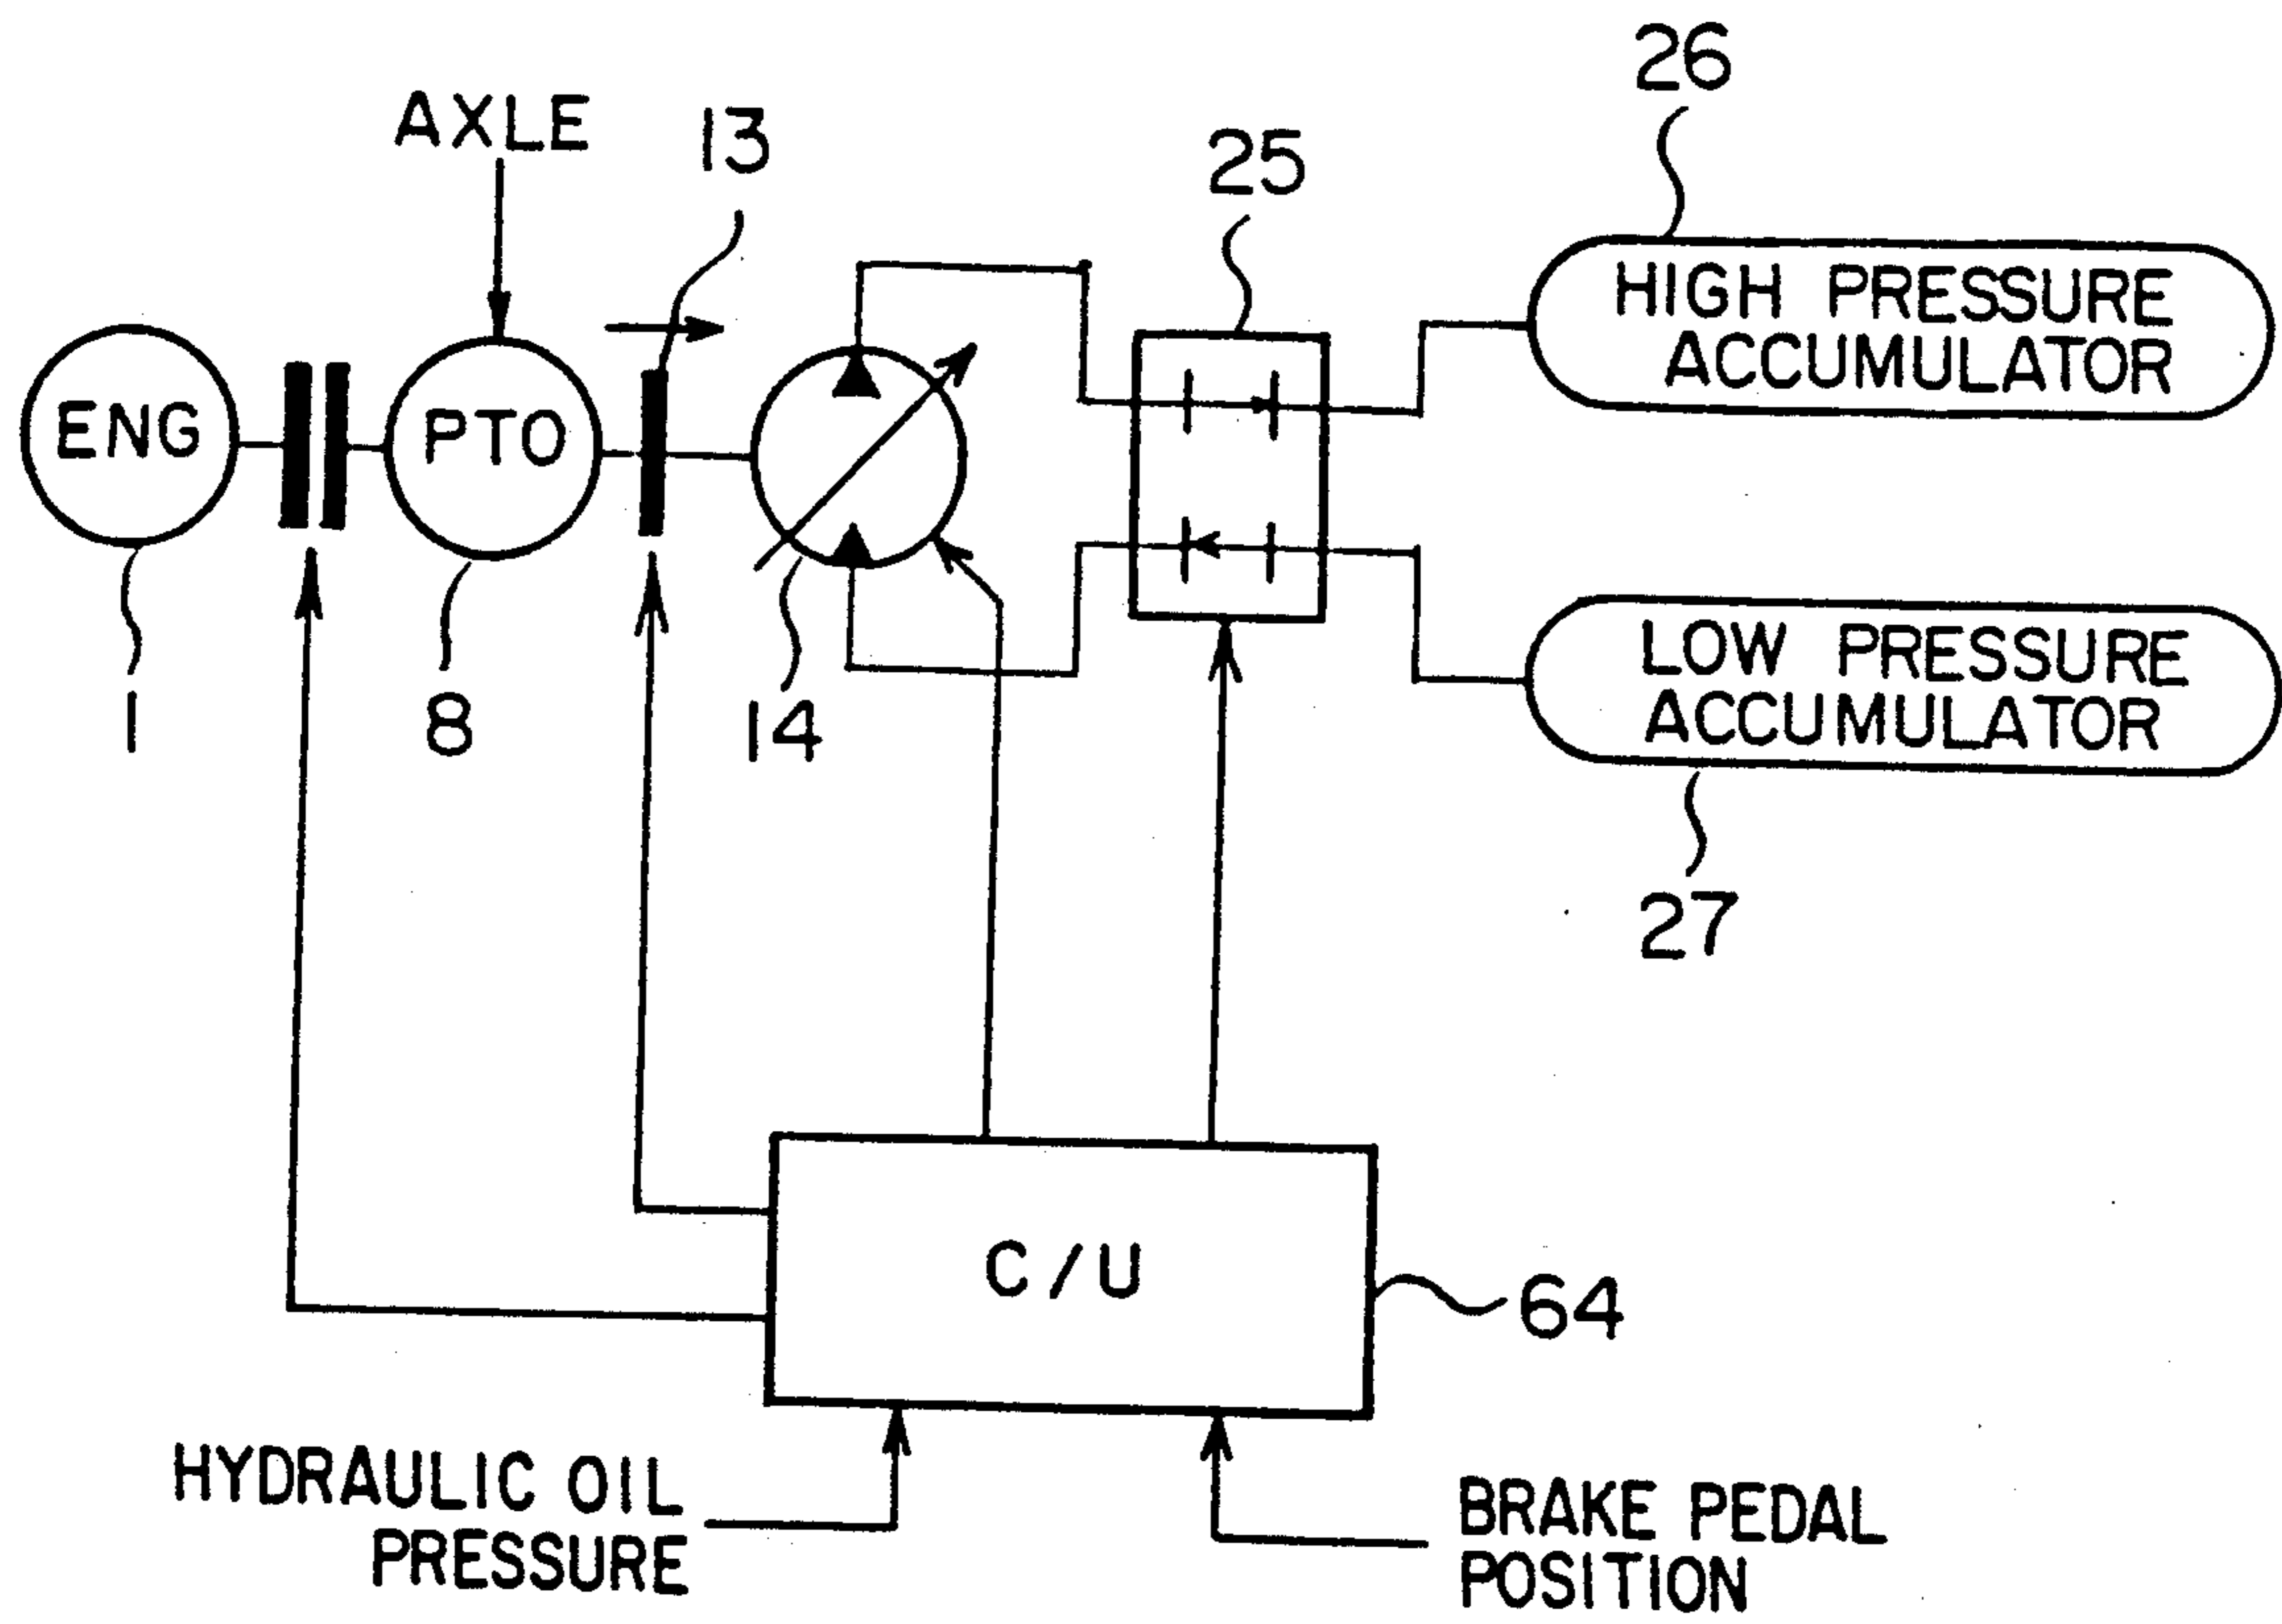 26
AXLE
13
25
HIGH PRESSURE
ACCUMULATOR
ENG
PTO
LOW PRESSURE
ACCUMULATOR
1
8
14
27
C/U
64
HYDRAULIC OIL
PRESSURE
BRAKE PEDAL
POSITION